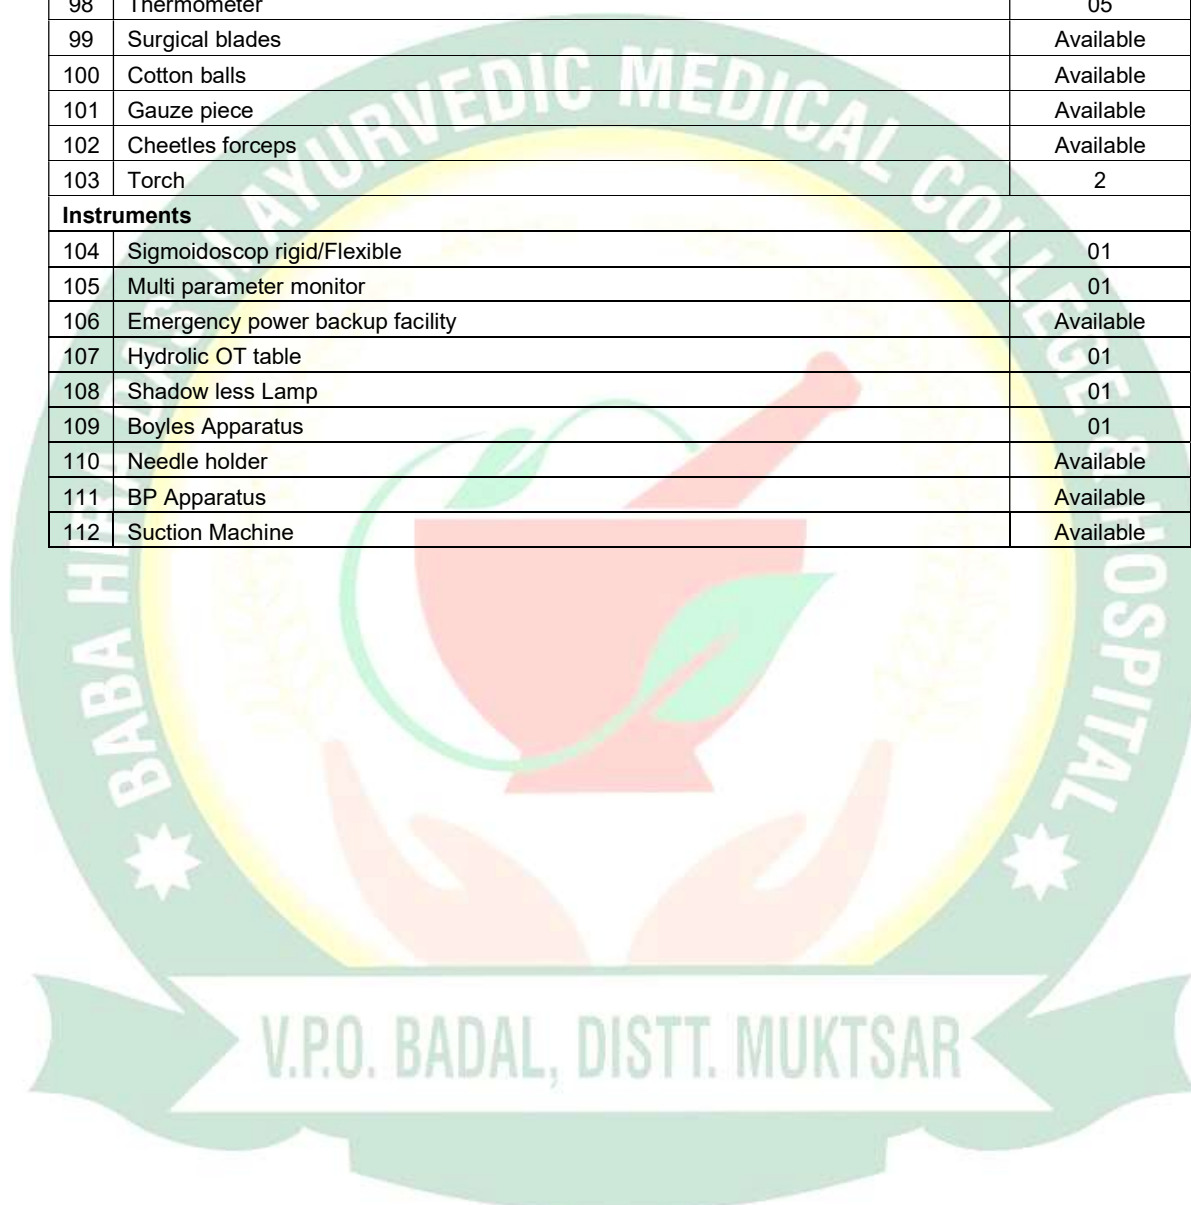 98 Thermometer 05
99 Surgical blades Available
100 Cotton balls Available
101 Gauze piece Available
102 Cheetles forceps Available
103 Torch 2
Instruments
104 Sigmoidoscop rigid/Flexible 01
105 Multi parameter monitor 01
106 Emergency power backup facility Available
107 Hydrolic OT table 01
108 Shadow less Lamp 01
109 Boyles Apparatus 01
110 Needle holder Available
111 BP Apparatus Available
112 Suction Machine Available
BABA HIRA DAS JI AYURVEDIC MEDICAL COLLEGE & HOSPITAL
V.P.O. BADAL, DISTT. MUKTSAR